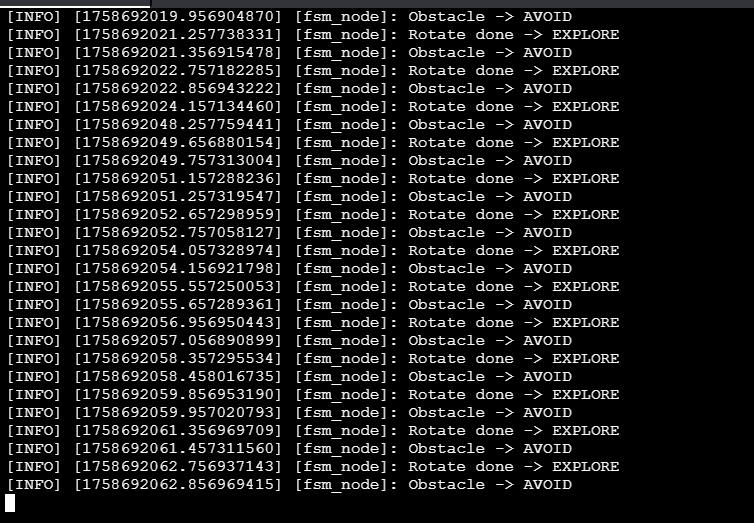 [INFO] [1758692019.956904870] [fsm_node]: Obstacle -> AVOID
[INFO] [1758692021.257738331] [fsm_node]: Rotate done -> EXPLORE
[INFO] [1758692021.356915478] [fsm_node]: Obstacle -> AVOID
[INFO] [1758692022.757182285] [fsm_node]: Rotate done -> EXPLORE
[INFO] [1758692022.856943222] [fsm_node]: Obstacle -> AVOID
[INFO] [1758692024.157134460] [fsm_node]: Rotate done -> EXPLORE
[INFO] [1758692048.257759441] [fsm_node]: Obstacle -> AVOID
[INFO] [1758692049.656880154] [fsm_node]: Rotate done -> EXPLORE
[INFO] [1758692049.757313004] [fsm_node]: Obstacle -> AVOID
[INFO] [1758692051.157288236] [fsm_node]: Rotate done -> EXPLORE
[INFO] [1758692051.257319547] [fsm_node]: Obstacle -> AVOID
[INFO] [1758692052.657298959] [fsm_node]: Rotate done -> EXPLORE
[INFO] [1758692052.757058127] [fsm_node]: Obstacle -> AVOID
[INFO] [1758692054.057328974] [fsm_node]: Rotate done -> EXPLORE
[INFO] [1758692054.156921798] [fsm_node]: Obstacle -> AVOID
[INFO] [1758692055.557250053] [fsm_node]: Rotate done -> EXPLORE
[INFO] [1758692055.657289361] [fsm_node]: Obstacle -> AVOID
[INFO] [1758692056.956950443] [fsm_node]: Rotate done -> EXPLORE
[INFO] [1758692057.056890899] [fsm_node]: Obstacle -> AVOID
[INFO] [1758692058.357295534] [fsm_node]: Rotate done -> EXPLORE
[INFO] [1758692058.458016735] [fsm_node]: Obstacle -> AVOID
[INFO] [1758692059.856953190] [fsm_node]: Rotate done -> EXPLORE
[INFO] [1758692059.957020793] [fsm_node]: Obstacle -> AVOID
[INFO] [1758692061.356969709] [fsm_node]: Rotate done -> EXPLORE
[INFO] [1758692061.457311560] [fsm_node]: Obstacle -> AVOID
[INFO] [1758692062.756937143] [fsm_node]: Rotate done -> EXPLORE
[INFO] [1758692062.856969415] [fsm_node]: Obstacle -> AVOID